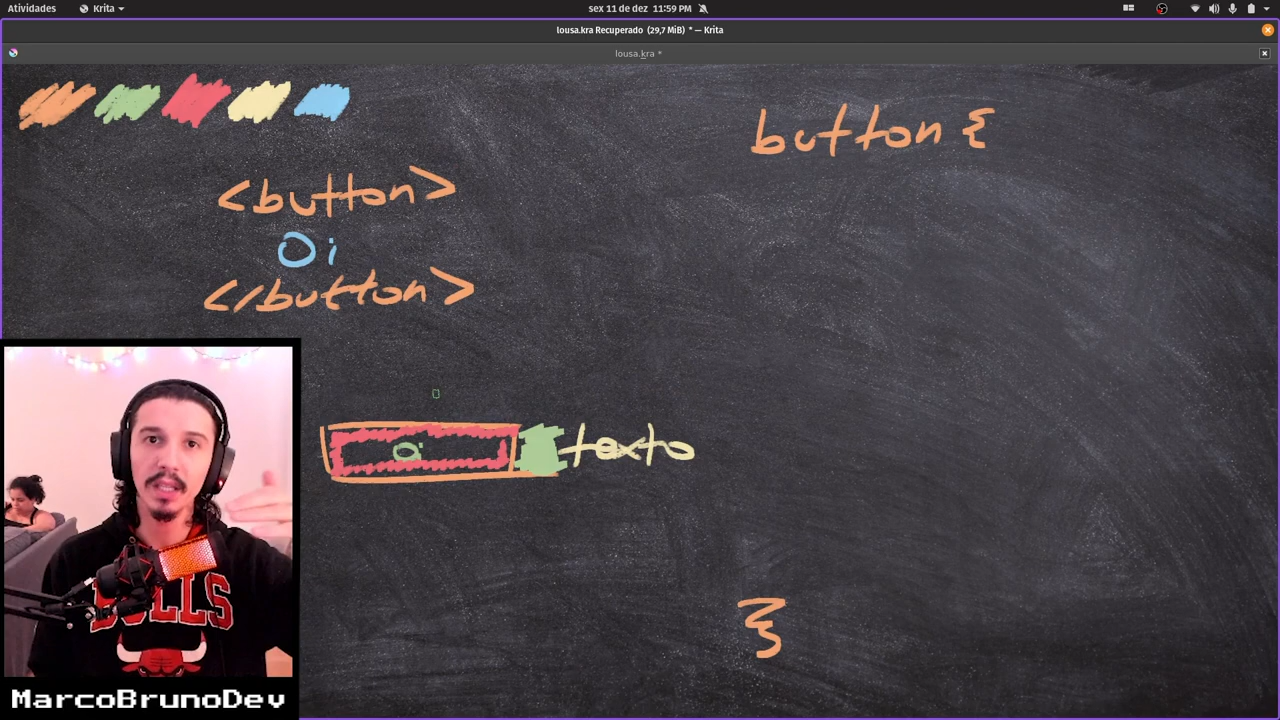 Atividades
Krita
sex 11 de dez 11:59 PM
lousa.kra Recuperado (29,7 MiB) * — Krita
lousa.kra *
button {
<button>
Oi
</button>
Oi
texto
}
BULLS
MarcoBrunoDev